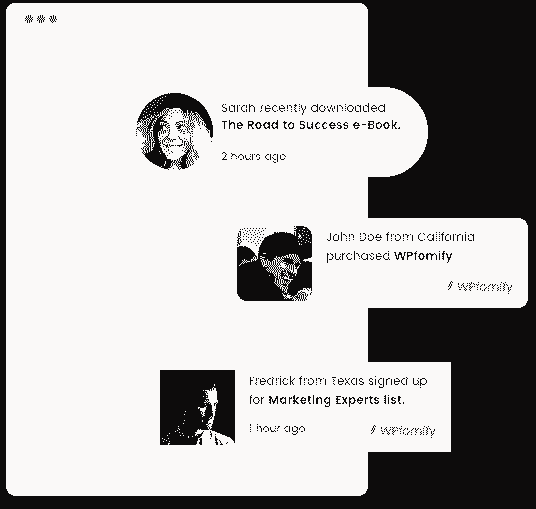 Sarah recently downloaded
The Road to Success e-Book.
2 hours ago
John Doe from California
purchased WPfomify
WPfomify
Fredrick from Texas signed up
for Marketing Experts list.
1 hour ago
WPfomify